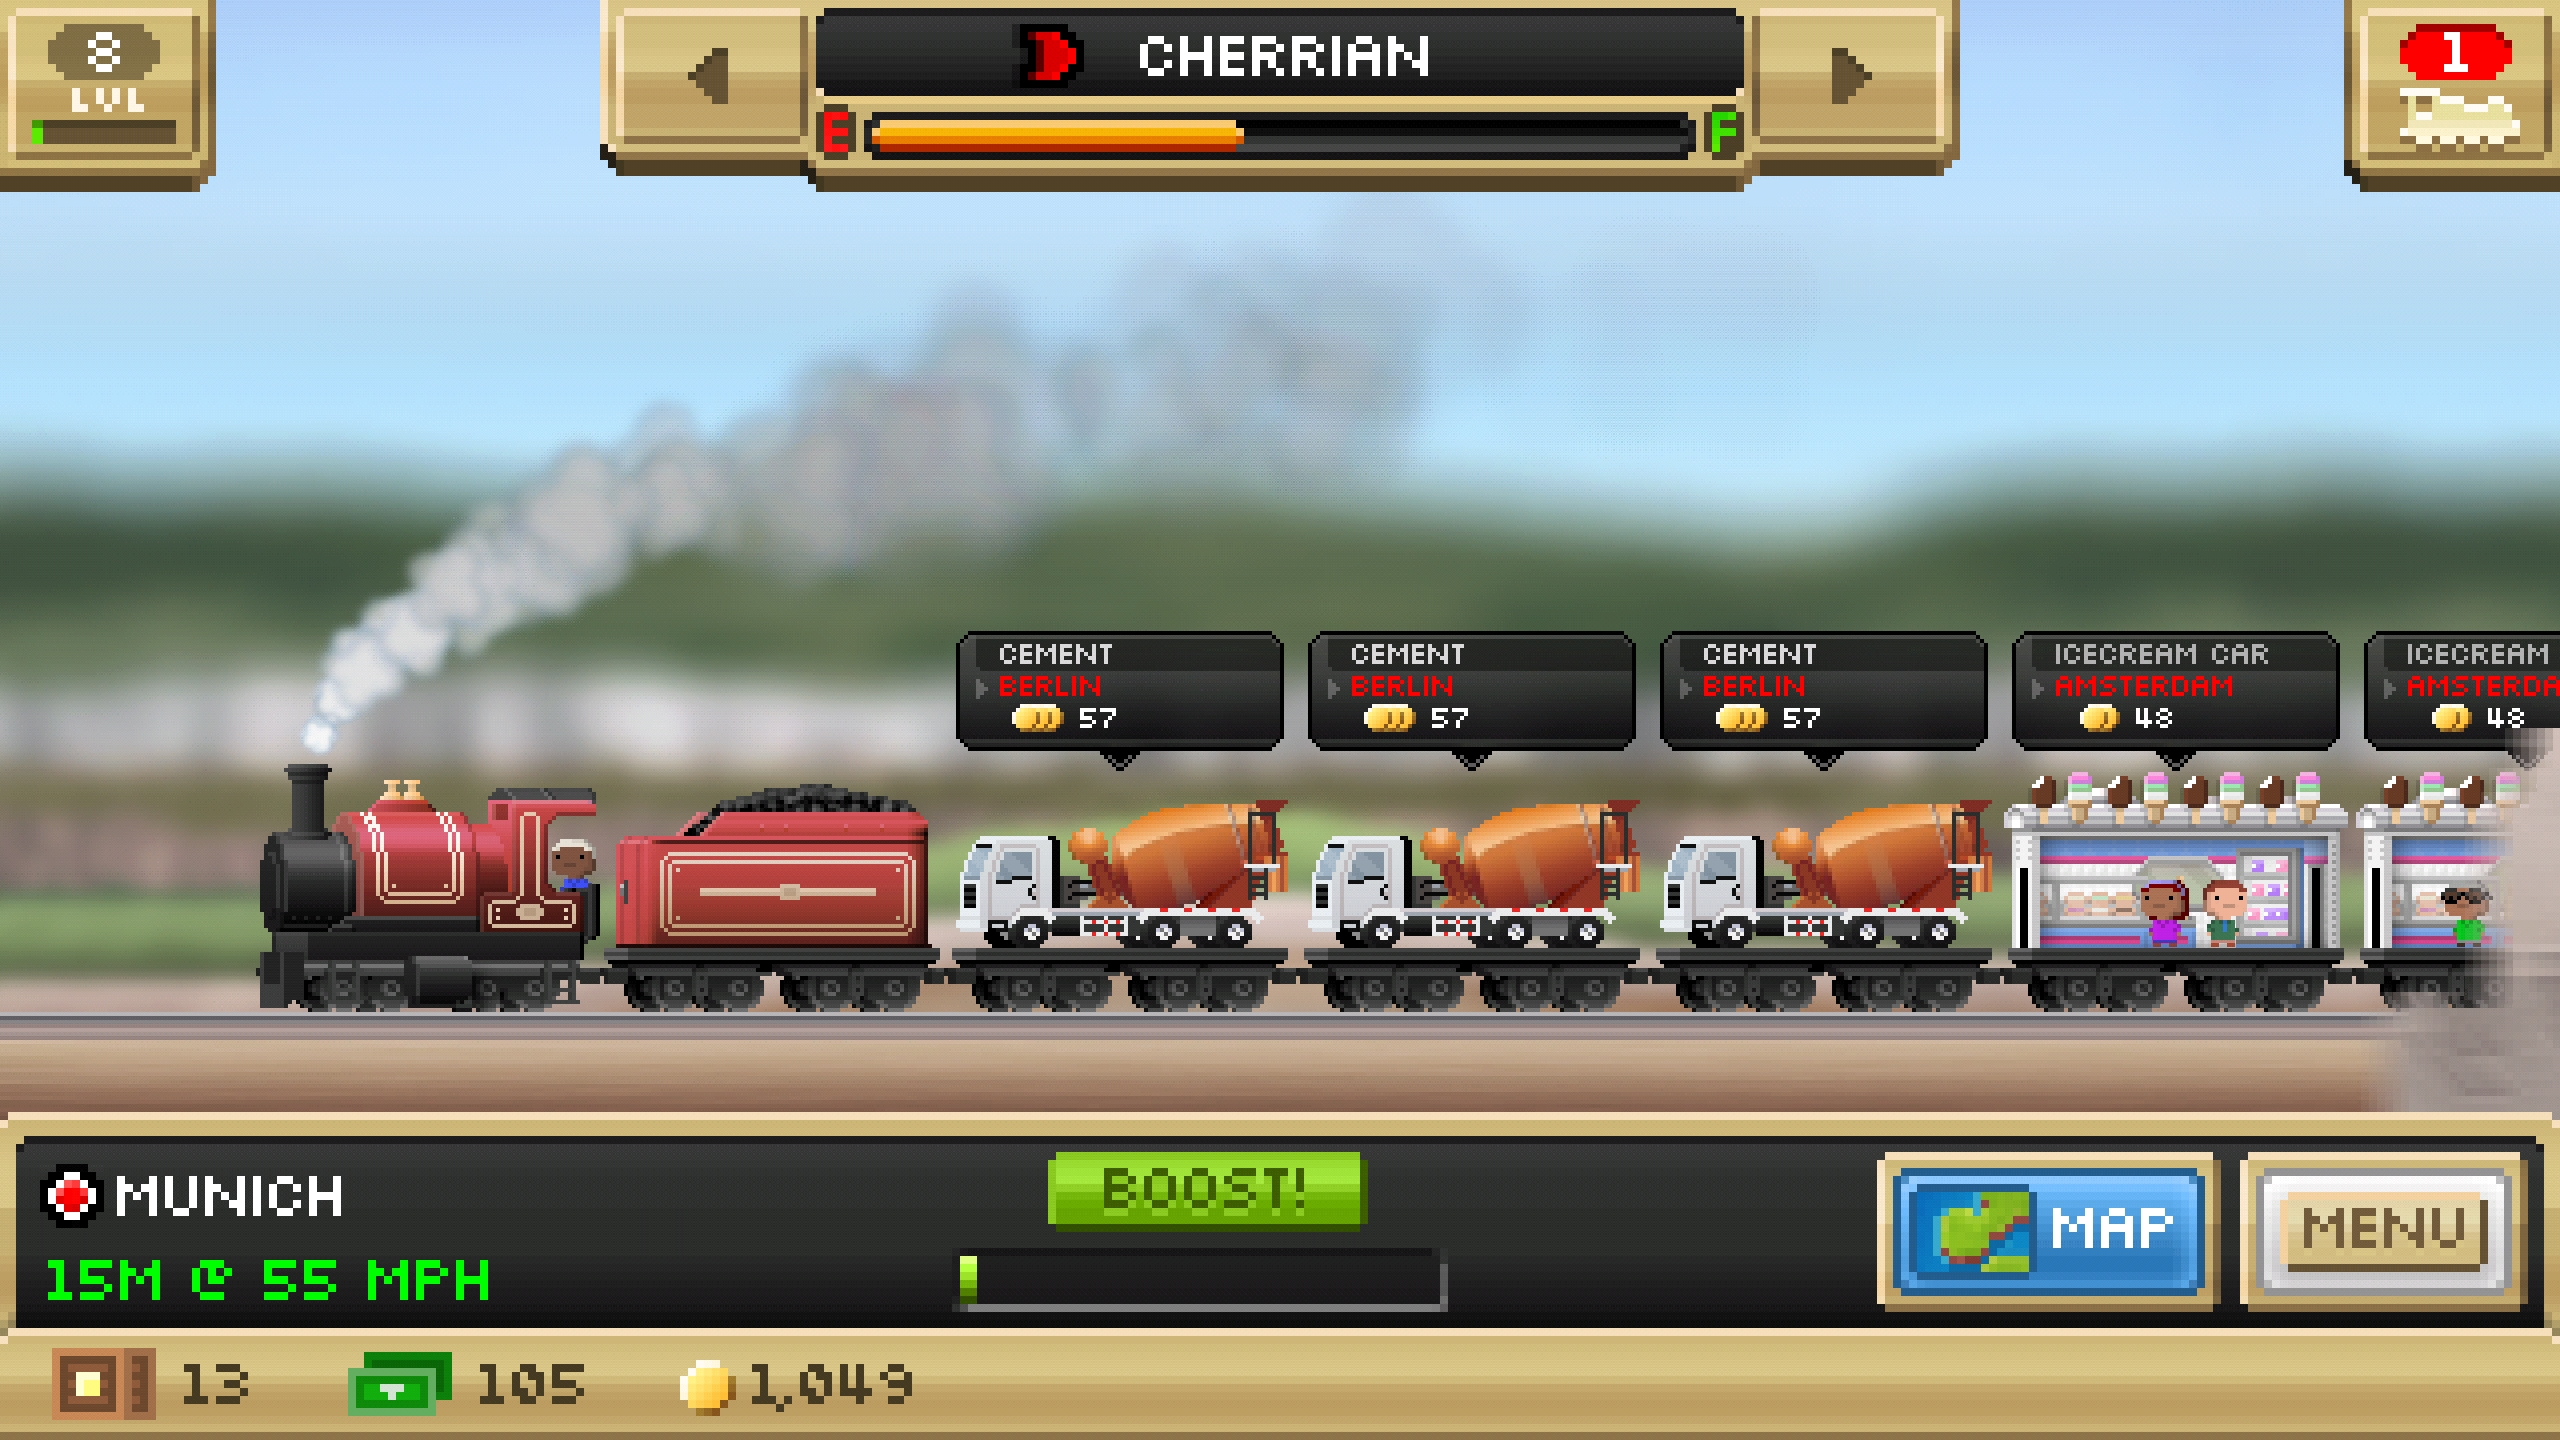 8
LVL
CHERRIAN
1
E F
CEMENT
BERLIN
57
CEMENT
BERLIN
57
CEMENT
BERLIN
57
ICECREAM CAR
AMSTERDAM
48
ICECREAM
AMSTERDA
48
MUNICH
15M @ 55 MPH
BOOST!
MAP
MENU
13 105 1,049